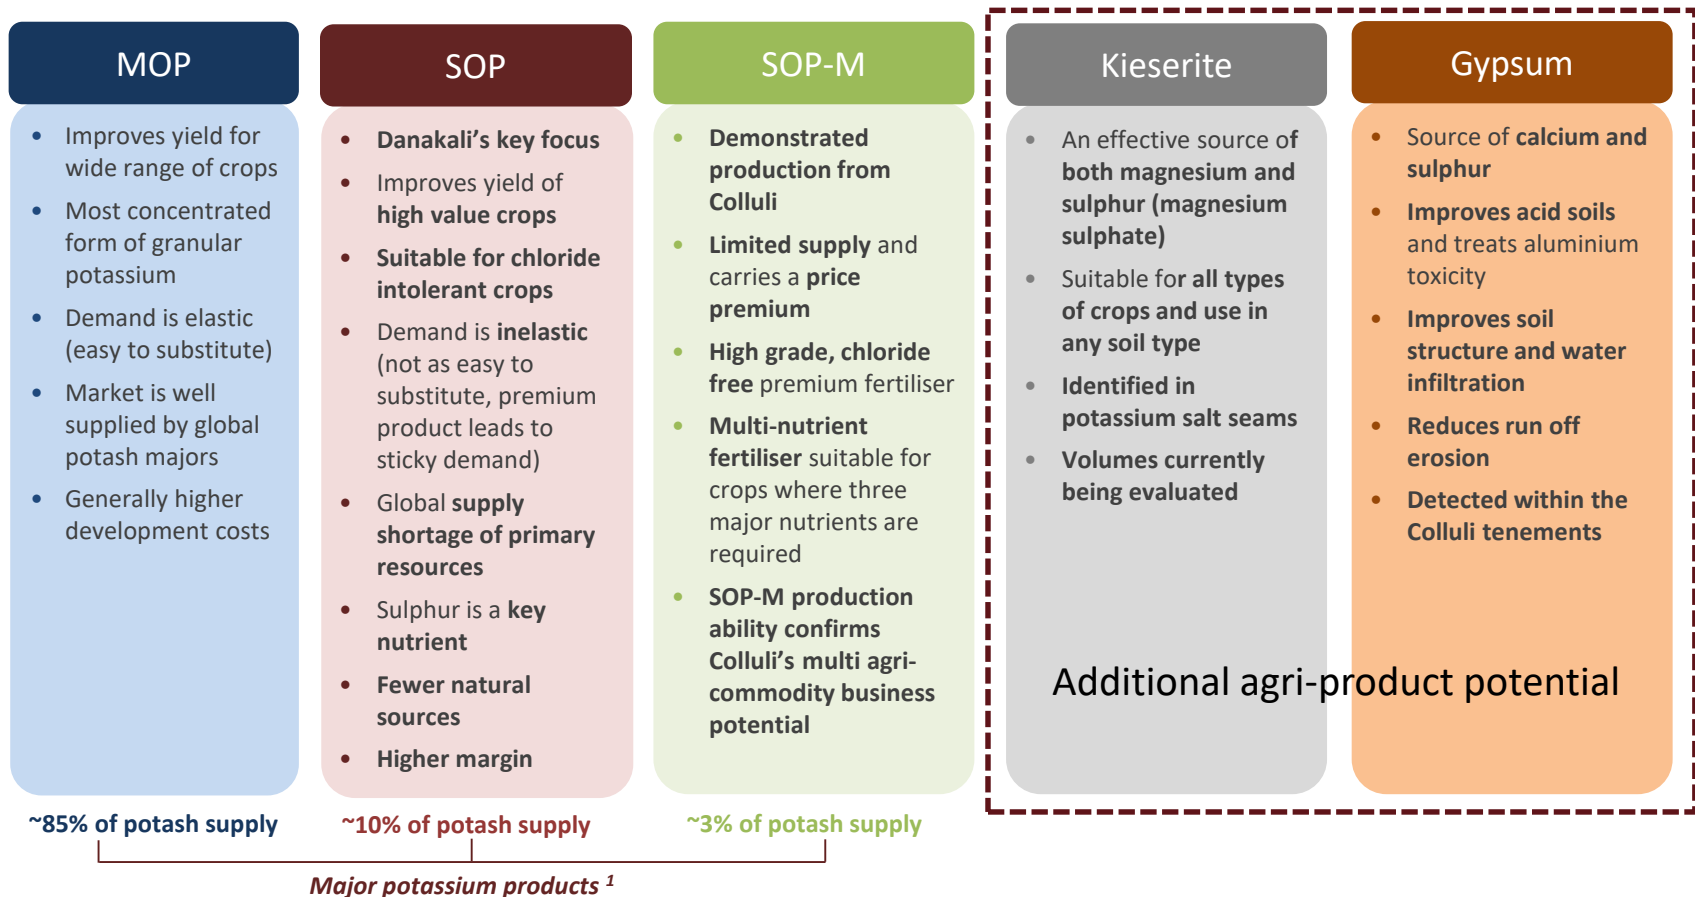 MOP
• Improves yield for
wide range of crops
• Most concentrated
form of granular
potassium
• Demand is elastic
(easy to substitute)
• Market is well
supplied by global
potash majors
• Generally higher
development costs
~85% of potash supply
SOP
• Danakali’s key focus
• Improves yield of
high value crops
• Suitable for chloride
intolerant crops
• Demand is inelastic
(not as easy to
substitute, premium
product leads to
sticky demand)
• Global supply
shortage of primary
resources
• Sulphur is a key
nutrient
• Fewer natural
sources
• Higher margin
~10% of potash supply
SOP-M
• Demonstrated
production from
Colluli
• Limited supply and
carries a price
premium
• High grade, chloride
free premium fertiliser
• Multi-nutrient
fertiliser suitable for
crops where three
major nutrients are
required
• SOP-M production
ability confirms
Colluli’s multi agri-
commodity business
potential
~3% of potash supply
Major potassium products 1
Kieserite
• An effective source of
both magnesium and
sulphur (magnesium
sulphate)
• Suitable for all types
of crops and use in
any soil type
• Identified in
potassium salt seams
• Volumes currently
being evaluated
Gypsum
• Source of calcium and
sulphur
• Improves acid soils
and treats aluminium
toxicity
• Improves soil
structure and water
infiltration
• Reduces run off
erosion
• Detected within the
Colluli tenements
Additional agri-product potential